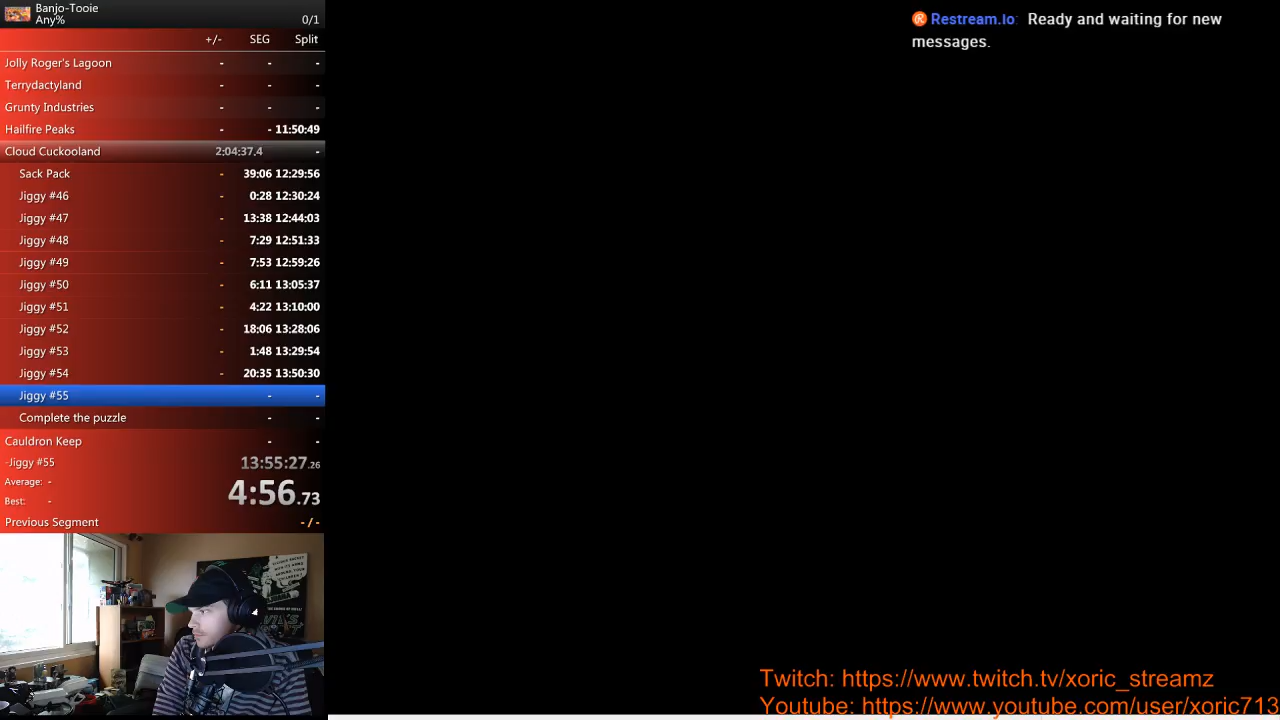 Banjo-Tooie
Any%
0/1
+/- SEG Split
Jolly Roger's Lagoon - - -
Terrydactyland - - -
Grunty Industries - - -
Hailfire Peaks - - 11:50:49
Cloud Cuckooland 2:04:37.4 -
Sack Pack - 39:06 12:29:56
Jiggy #46 - 0:28 12:30:24
Jiggy #47 - 13:38 12:44:03
Jiggy #48 - 7:29 12:51:33
Jiggy #49 - 7:53 12:59:26
Jiggy #50 - 6:11 13:05:37
Jiggy #51 - 4:22 13:10:00
Jiggy #52 - 18:06 13:28:06
Jiggy #53 - 1:48 13:29:54
Jiggy #54 - 20:35 13:50:30
Jiggy #55 - -
Complete the puzzle - -
Cauldron Keep - -
-Jiggy #55 13:55:27.26
Average: -
4:56.73
Best: -
Previous Segment -/-
Restream.io: Ready and waiting for new
messages.
Twitch: https://www.twitch.tv/xoric_streamz
Youtube: https://www.youtube.com/user/xoric713